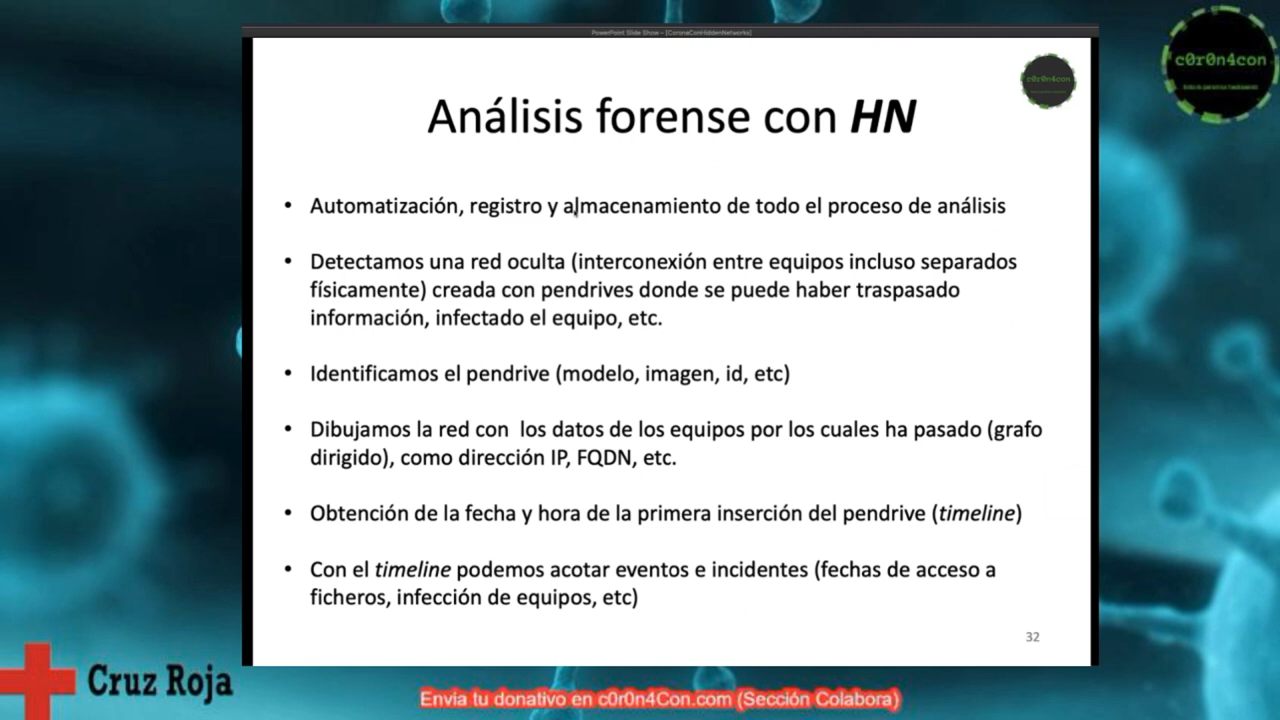 PowerPoint Slide Show - [CoronaConHiddenNetworks]
c0r0n4con
c0r0n4con
Análisis forense con HN
• Automatización, registro y almacenamiento de todo el proceso de análisis
• Detectamos una red oculta (interconexión entre equipos incluso separados
físicamente) creada con pendrives donde se puede haber traspasado
información, infectado el equipo, etc.
• Identificamos el pendrive (modelo, imagen, id, etc)
• Dibujamos la red con los datos de los equipos por los cuales ha pasado (grafo
dirigido), como dirección IP, FQDN, etc.
• Obtención de la fecha y hora de la primera inserción del pendrive (timeline)
• Con el timeline podemos acotar eventos e incidentes (fechas de acceso a
ficheros, infección de equipos, etc)
32
Cruz Roja
Envia tu donativo en c0r0n4Con.com (Sección Colabora)